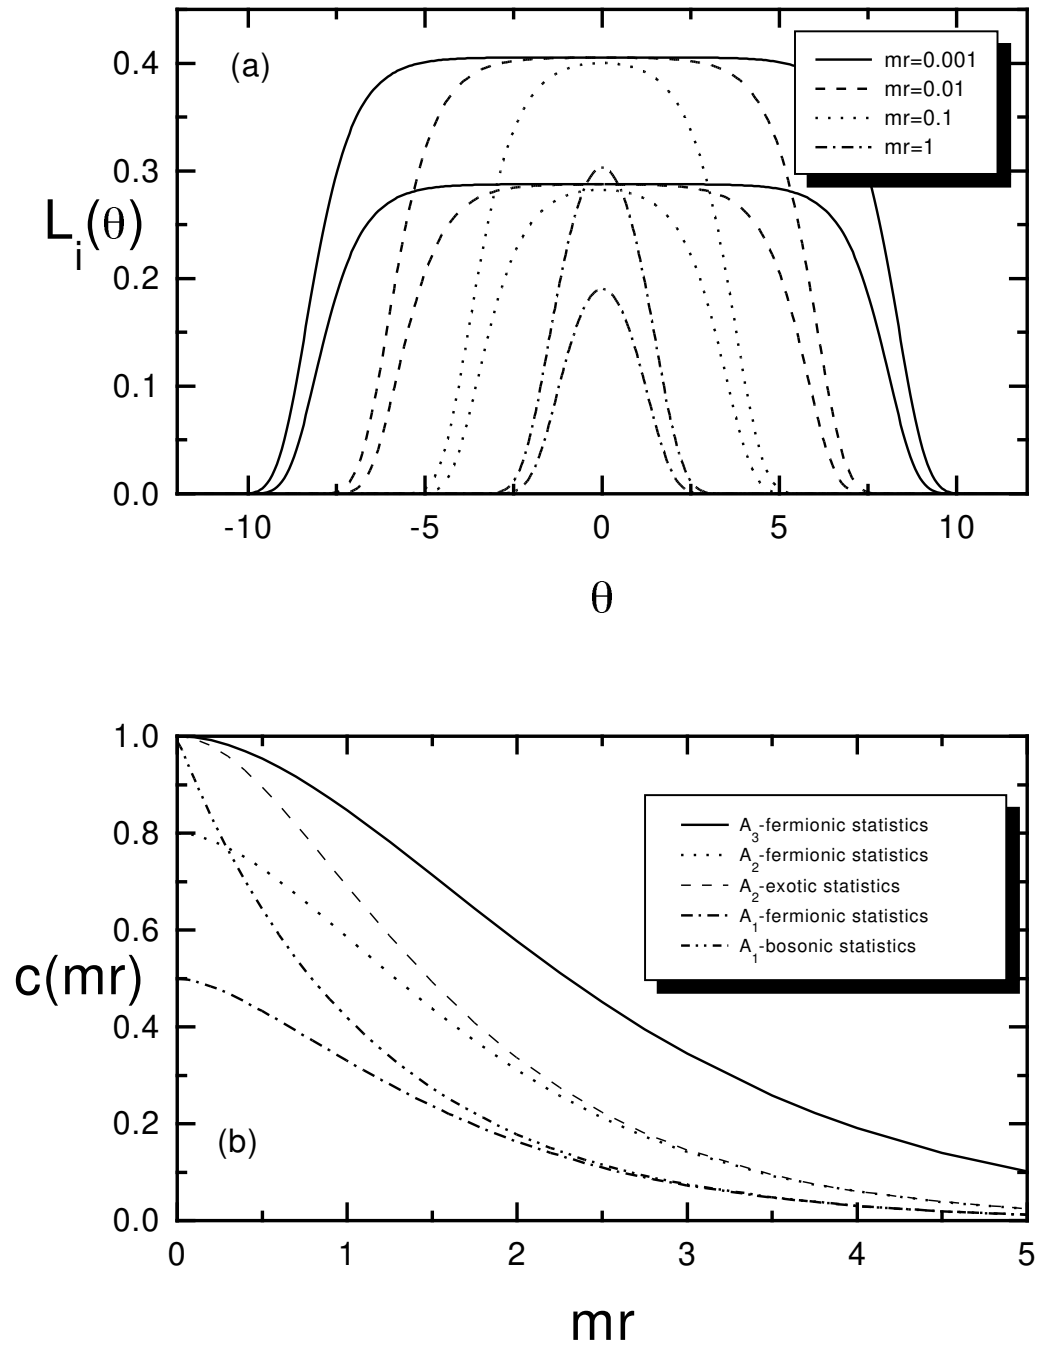 (a)
mr=0.001
mr=0.01
mr=0.1
mr=1
0.4
0.3
0.2
0.1
0.0
L_i(θ)
-10 -5 0 5 10
θ
1.0
0.8
0.6
0.4
0.2
0.0
c(mr)
A_3-fermionic statistics
A_2-fermionic statistics
A_2-exotic statistics
A_1-fermionic statistics
A_1-bosonic statistics
(b)
0 1 2 3 4 5
mr